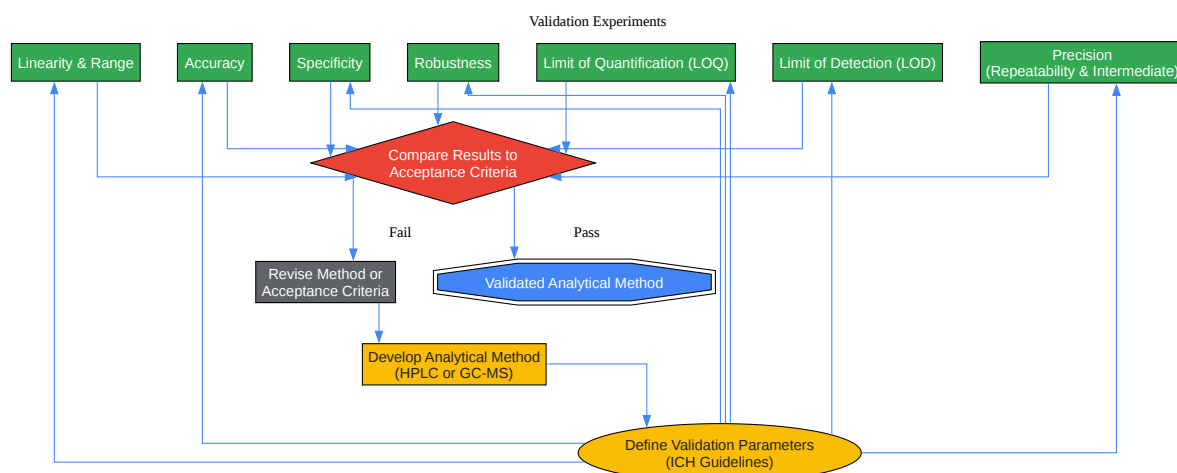 Validation Experiments
Linearity & Range
Accuracy
Specificity
Robustness
Limit of Quantification (LOQ)
Limit of Detection (LOD)
Precision
(Repeatability & Intermediate)
Compare Results to
Acceptance Criteria
Fail
Pass
Revise Method or
Acceptance Criteria
Validated Analytical Method
Develop Analytical Method
(HPLC or GC-MS)
Define Validation Parameters
(ICH Guidelines)